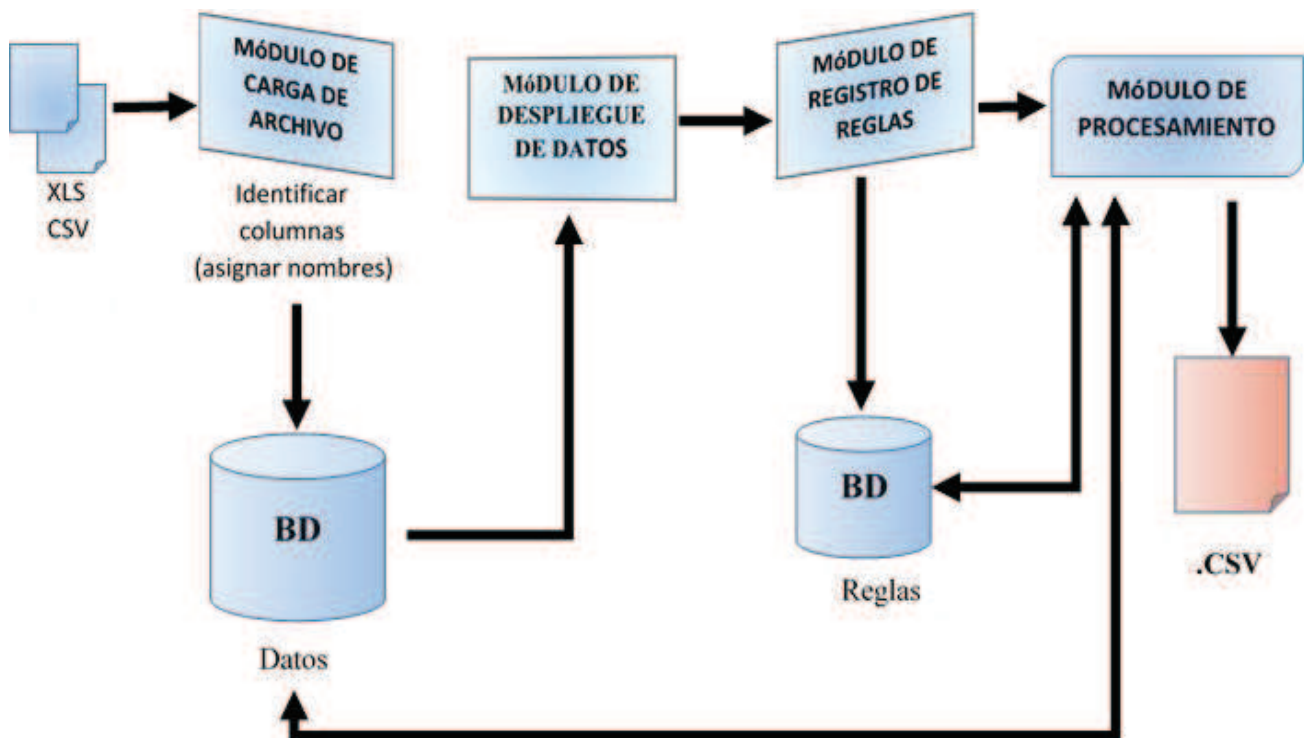 XLS
CSV
MÓDULO DE
CARGA DE
ARCHIVO
Identificar
columnas
(asignar nombres)
BD
Datos
MÓDULO DE
DESPLIEGUE
DE DATOS
MÓDULO DE
REGISTRO DE
REGLAS
BD
Reglas
MÓDULO DE
PROCESAMIENTO
.CSV